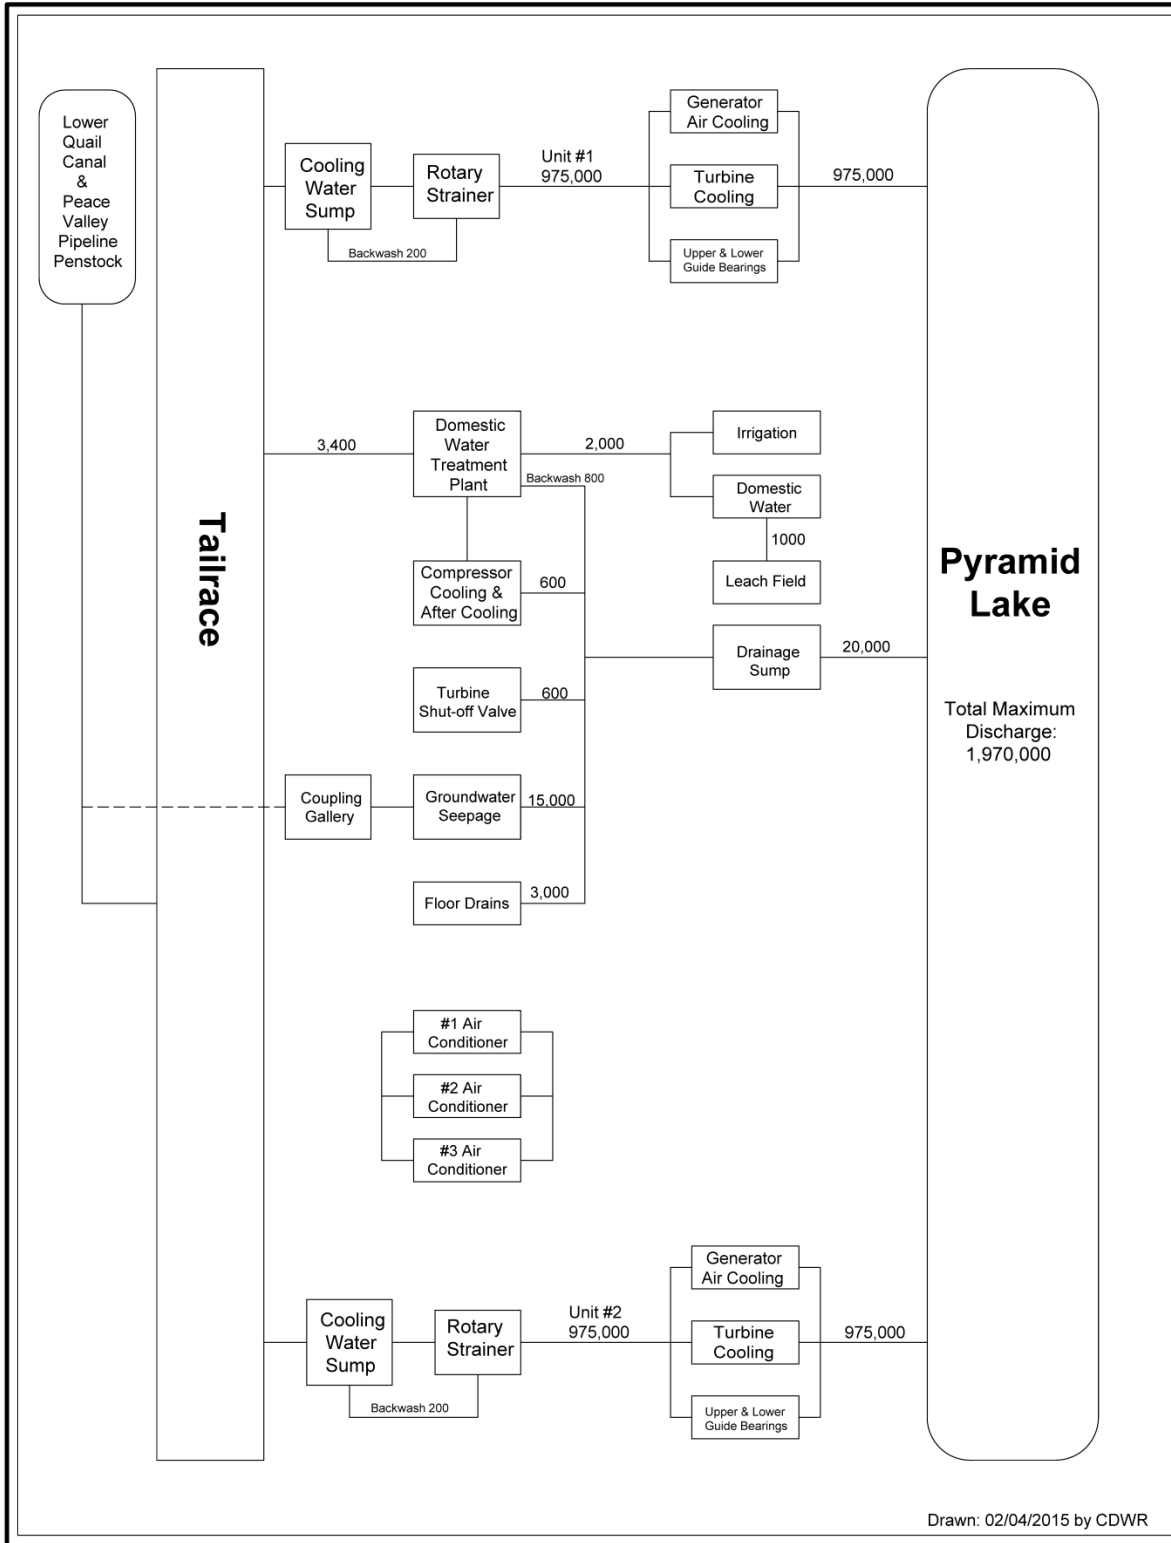 Lower
Quail
Canal
&
Peace
Valley
Pipeline
Penstock
Tailrace
Cooling
Water
Sump
Rotary
Strainer
Backwash 200
Unit #1
975,000
Generator
Air Cooling
Turbine
Cooling
Upper & Lower
Guide Bearings
975,000
3,400
Domestic
Water
Treatment
Plant
2,000
Backwash 800
Irrigation
Domestic
Water
1000
Leach Field
Compressor
Cooling &
After Cooling
600
Turbine
Shut-off Valve
600
Coupling
Gallery
Groundwater
Seepage
15,000
Floor Drains
3,000
Drainage
Sump
20,000
Pyramid
Lake
Total Maximum
Discharge:
1,970,000
#1 Air
Conditioner
#2 Air
Conditioner
#3 Air
Conditioner
Cooling
Water
Sump
Rotary
Strainer
Backwash 200
Unit #2
975,000
Generator
Air Cooling
Turbine
Cooling
Upper & Lower
Guide Bearings
975,000
Drawn: 02/04/2015 by CDWR